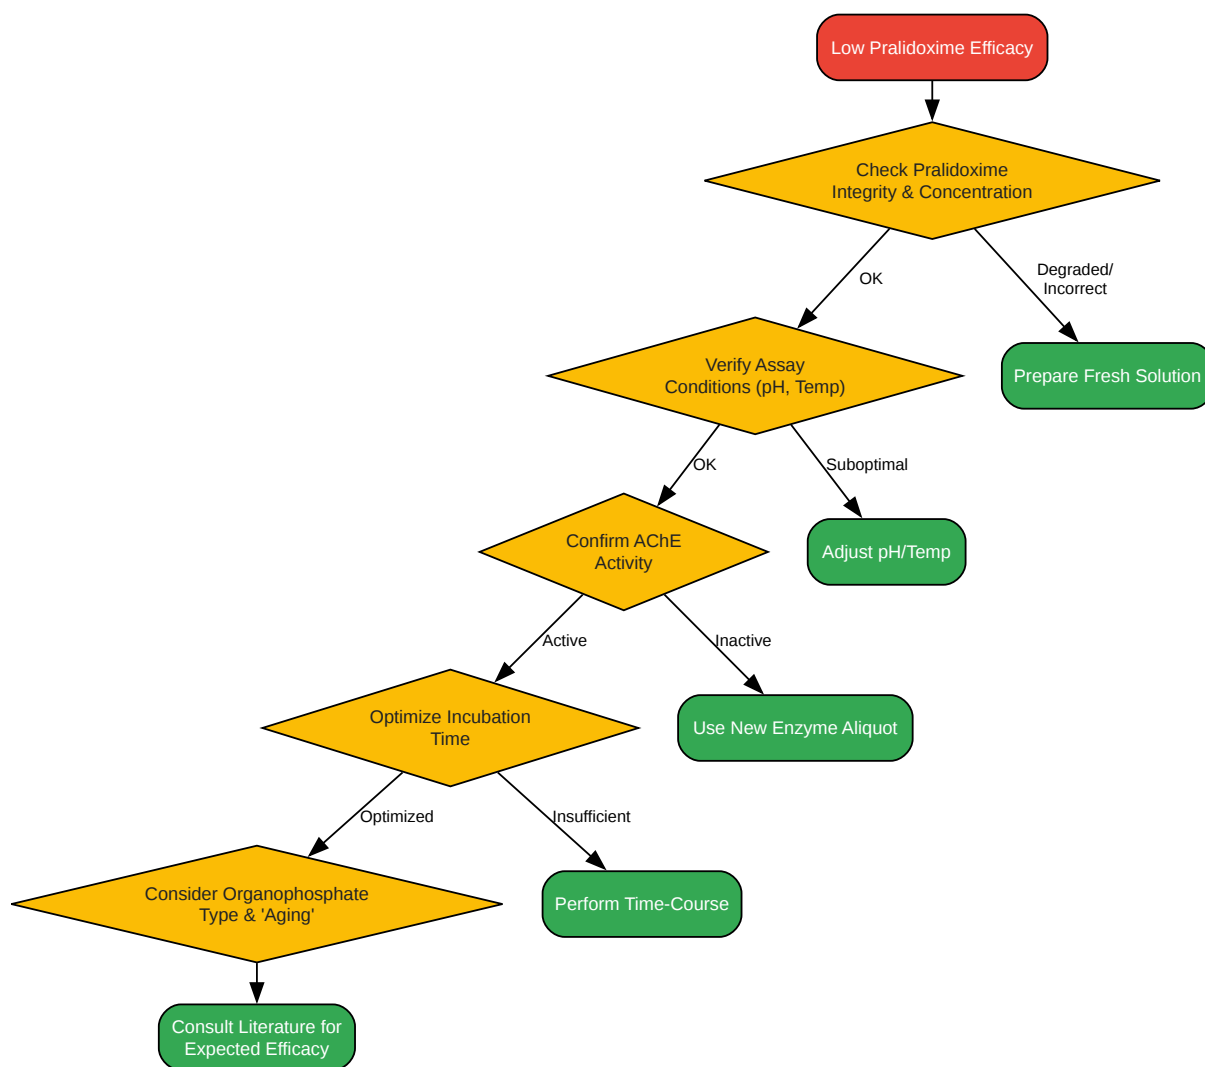 Low Pralidoxime Efficacy
Check Pralidoxime
Integrity & Concentration
OK
Degraded/
Incorrect
Verify Assay
Conditions (pH, Temp)
Prepare Fresh Solution
OK
Suboptimal
Confirm AChE
Activity
Adjust pH/Temp
Active
Inactive
Optimize Incubation
Time
Use New Enzyme Aliquot
Optimized
Insufficient
Consider Organophosphate
Type & 'Aging'
Perform Time-Course
Consult Literature for
Expected Efficacy